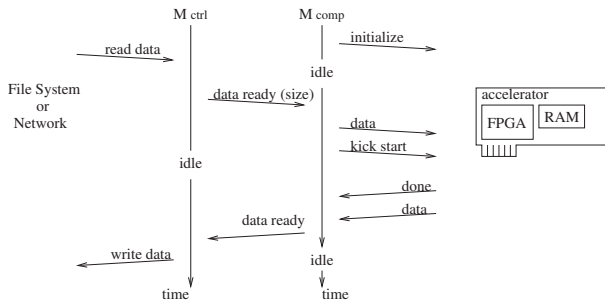 M ctrl
M comp
read data
initialize
idle
File System
or
Network
data ready (size)
accelerator
FPGA
RAM
data
kick start
idle
done
data
data ready
write data
idle
time
time